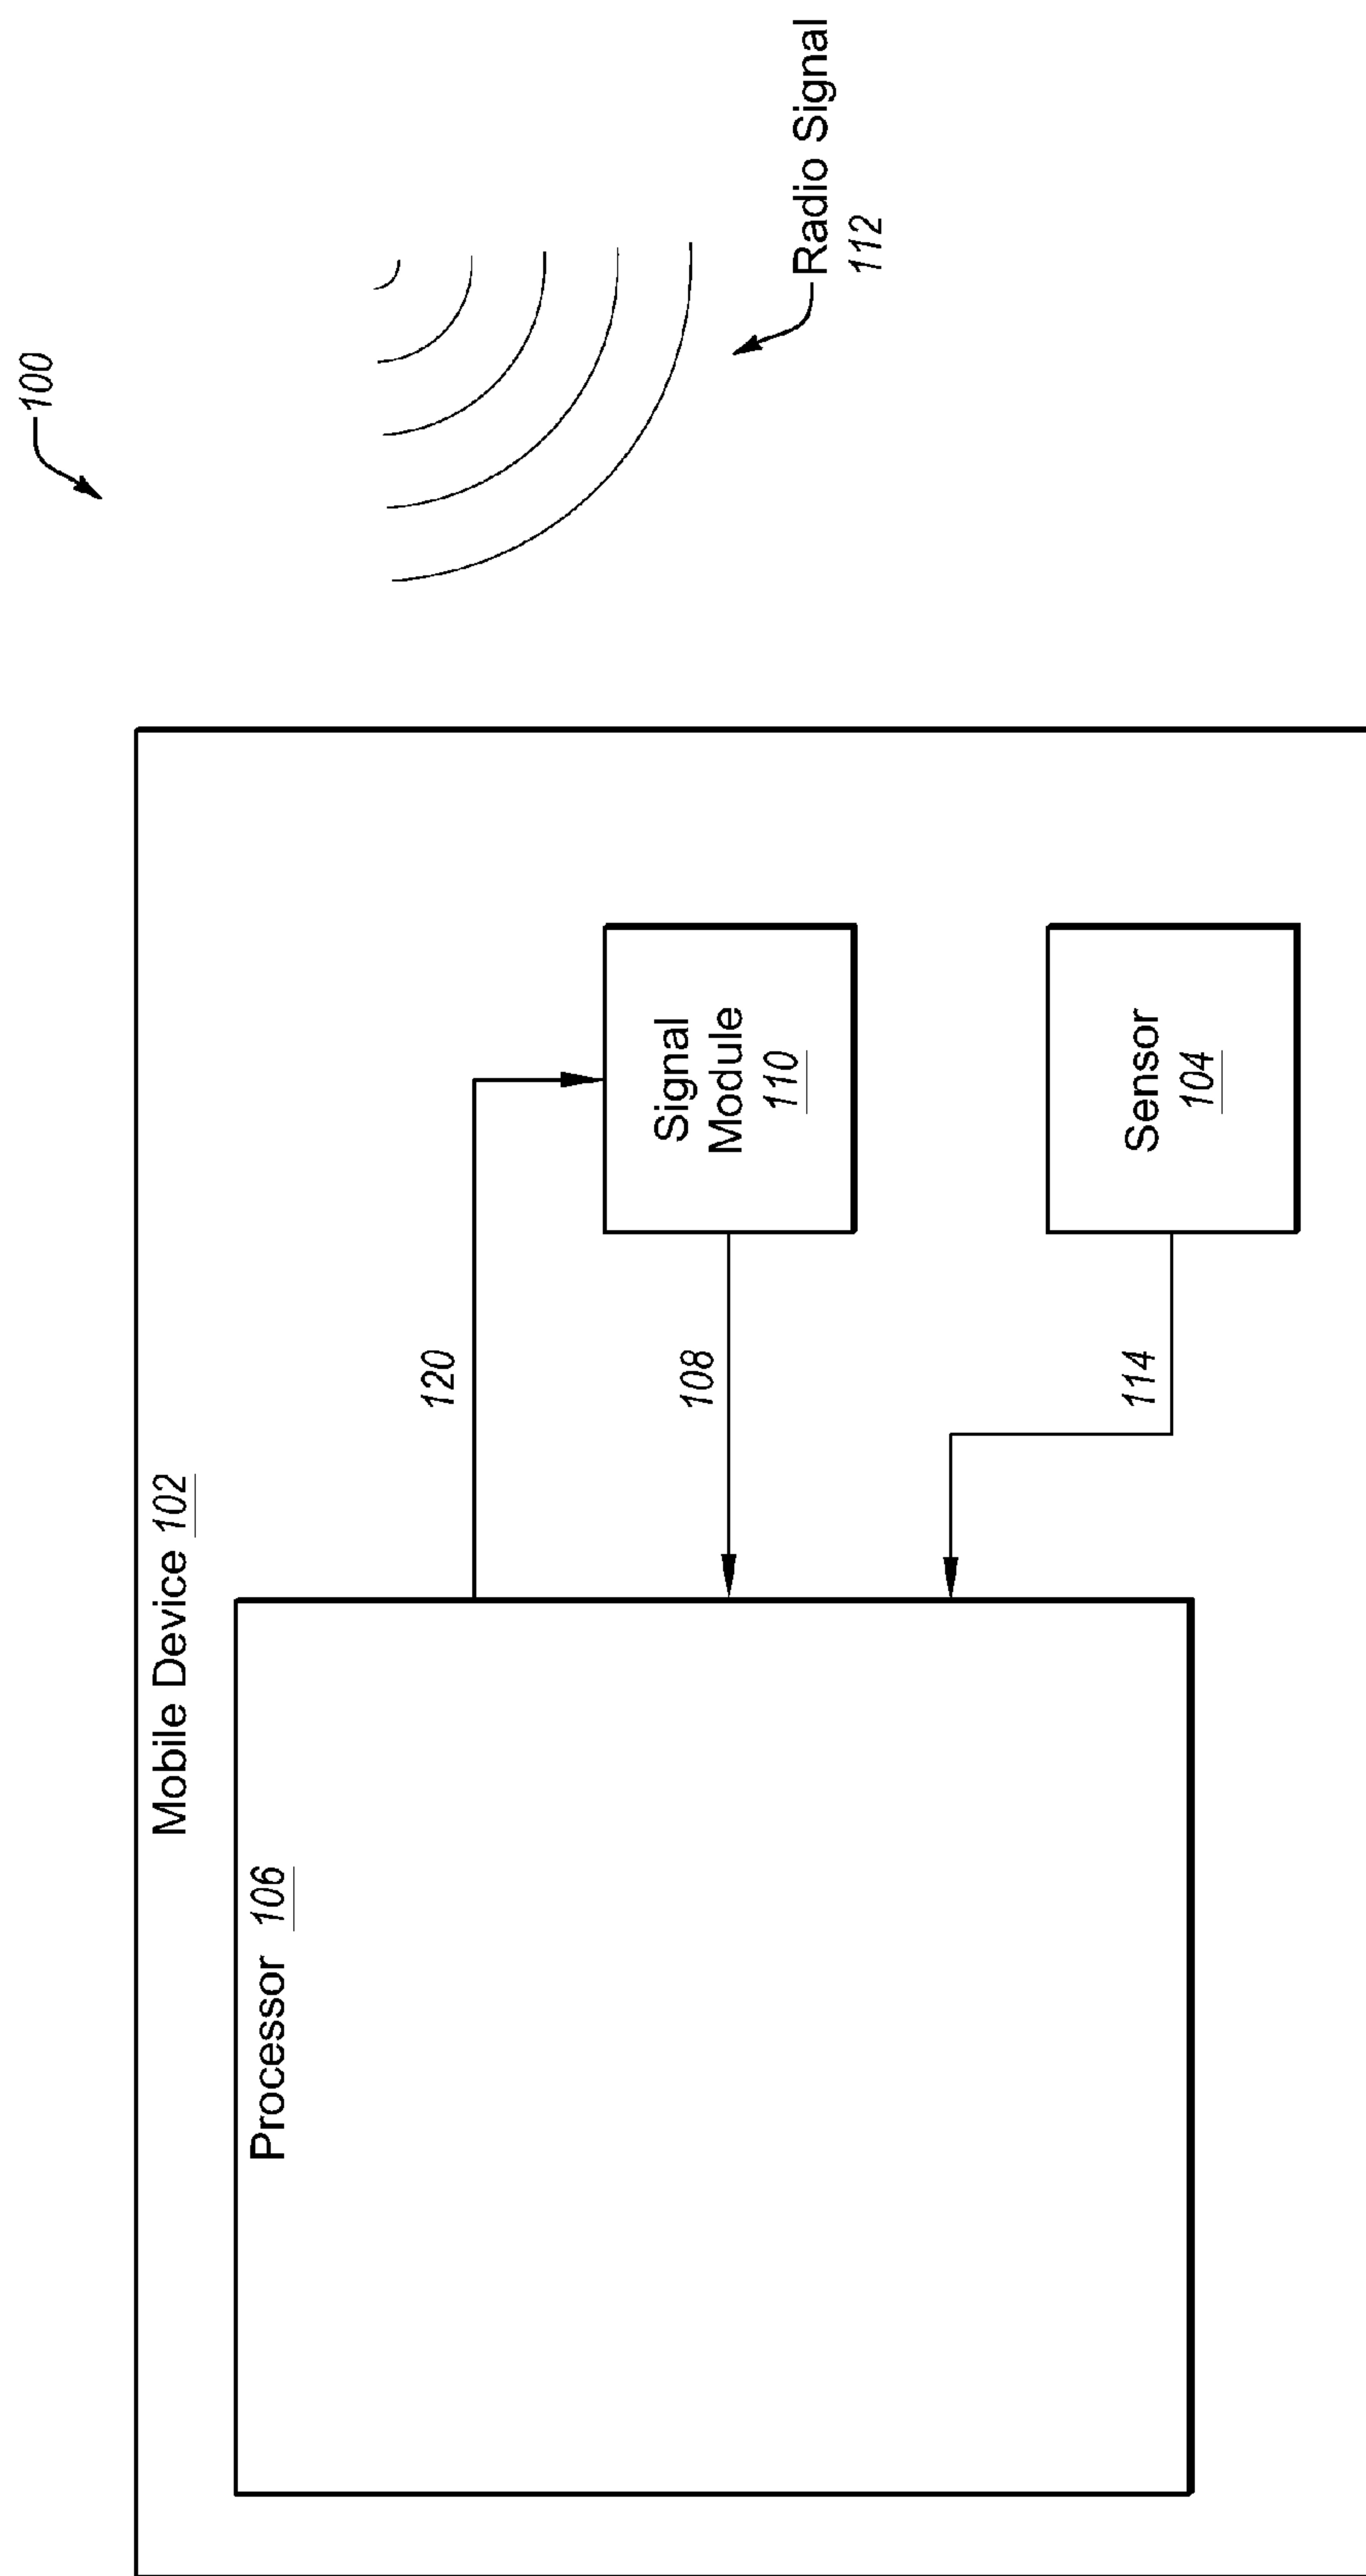 100
Radio Signal
112
Mobile Device 102
Processor 106
120
Signal
Module
110
108
Sensor
104
114